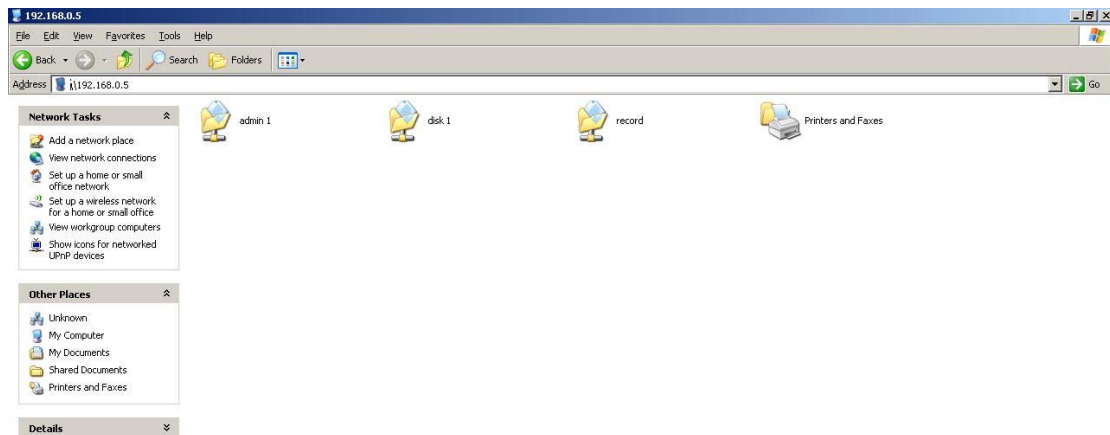 192.168.0.5
File Edit View Favorites Tools Help
Back Search Folders
Address \\192.168.0.5 Go
Network Tasks
Add a network place
View network connections
Set up a home or small
office network
Set up a wireless network
for a home or small office
View workgroup computers
Show icons for networked
UPnP devices
Other Places
Unknown
My Computer
My Documents
Shared Documents
Printers and Faxes
Details
admin 1
disk 1
record
Printers and Faxes